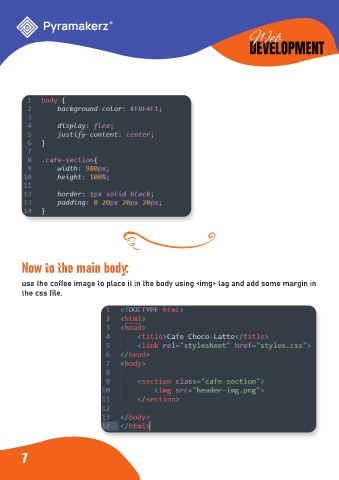 Pyramakerz®
Web
DEVELOPMENT
1 body {
2 background-color: #F8F4F1;
3
4 display: flex;
5 justify-content: center;
6 }
7
8 .cafe-section{
9 width: 980px;
10 height: 100%;
11
12 border: 1px solid black;
13 padding: 0 20px 20px 20px;
14 }
Now to the main body:
use the coffee image to place it in the body using <img> tag and add some margin in
the css file.
1 <!DOCTYPE html>
2 <html>
3 <head>
4 <title>Cafe Choco-Latte</title>
5 <link rel="stylesheet" href="styles.css">
6 </head>
7 <body>
8
9 <section class="cafe-section">
10 <img src="header-img.png">
11 </section>
12
13 </body>
14 </html>
7